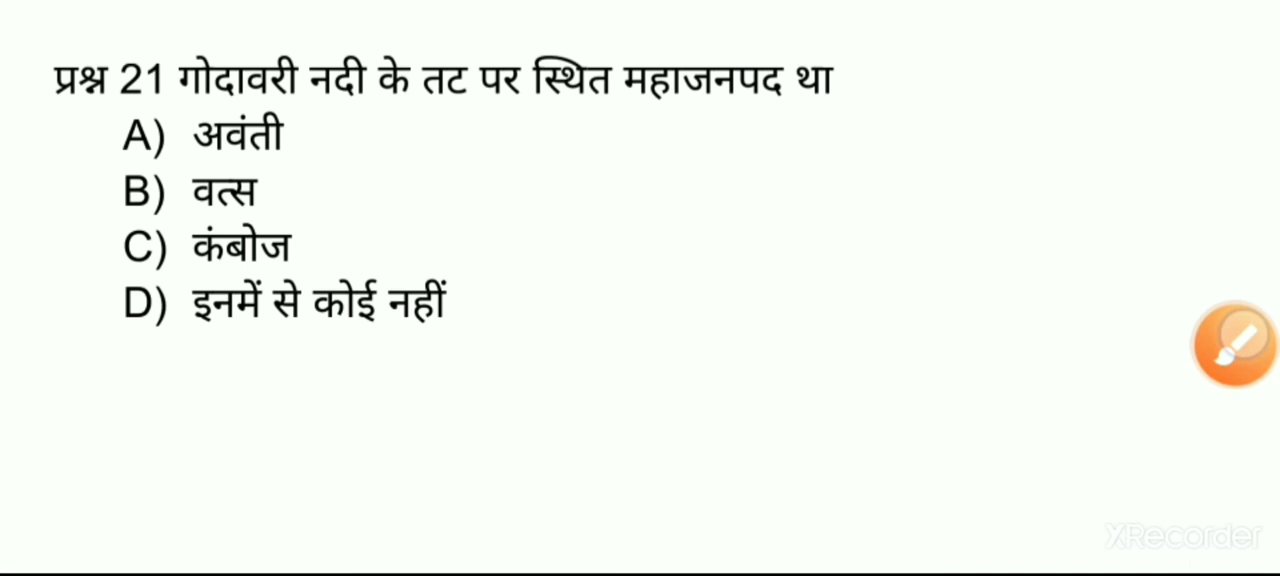 प्रश्न 21 गोदावरी नदी के तट पर स्थित महाजनपद था
A) अवंती
B) वत्स
C) कंबोज
D) इनमें से कोई नहीं
XRecorder